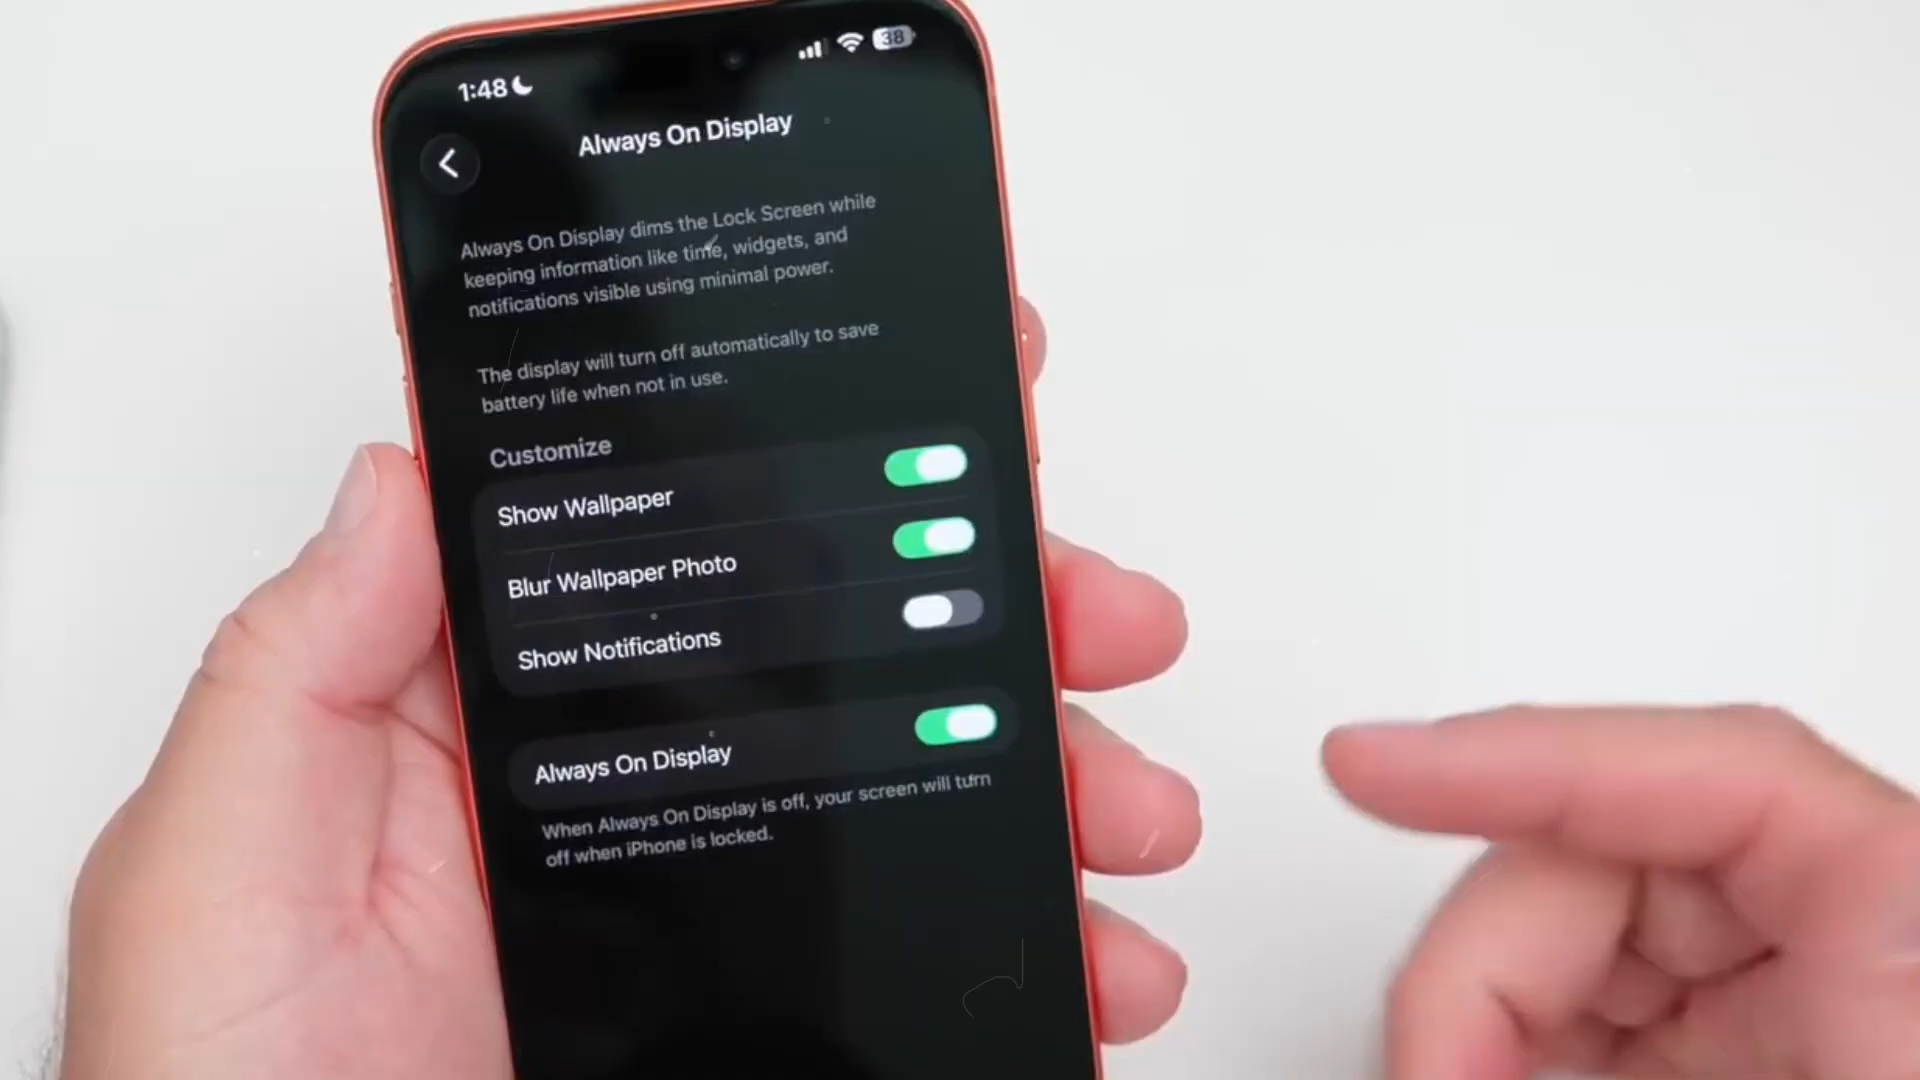 1:48
38
Always On Display
Always On Display dims the Lock Screen while
keeping information like time, widgets, and
notifications visible using minimal power.
The display will turn off automatically to save
battery life when not in use.
Customize
Show Wallpaper
Blur Wallpaper Photo
Show Notifications
Always On Display
When Always On Display is off, your screen will turn
off when iPhone is locked.